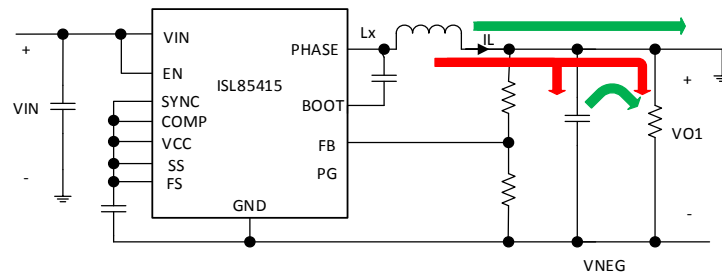 Lx
IL
VIN
PHASE
+
EN
ISL85415
+
SYNC
VIN
BOOT
COMP
VCC
FB
VO1
SS
PG
-
FS
GND
-
VNEG